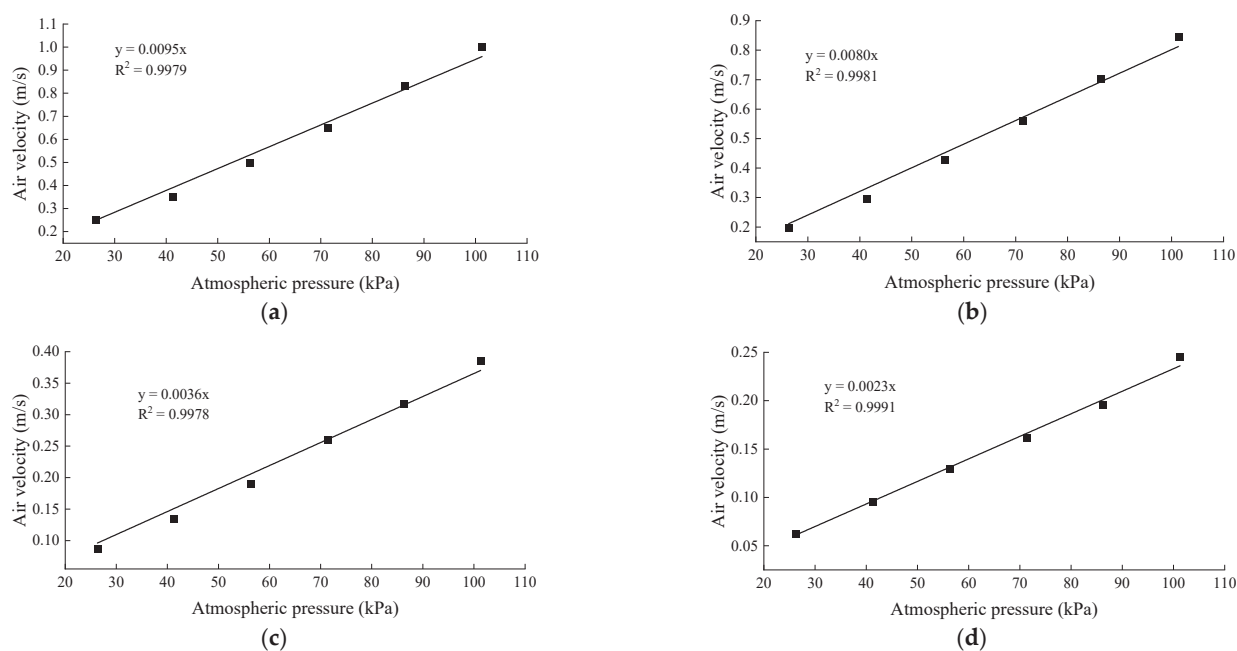 1.1
1.0
0.9
0.8
0.7
0.6
0.5
0.4
0.3
0.2
Air velocity (m/s)
y = 0.0095x
R² = 0.9979
20 30 40 50 60 70 80 90 100 110
Atmospheric pressure (kPa)
(a)
0.9
0.8
0.7
0.6
0.5
0.4
0.3
0.2
Air velocity (m/s)
y = 0.0080x
R² = 0.9981
20 30 40 50 60 70 80 90 100 110
Atmospheric pressure (kPa)
(b)
0.40
0.35
0.30
0.25
0.20
0.15
0.10
Air velocity (m/s)
y = 0.0036x
R² = 0.9978
20 30 40 50 60 70 80 90 100 110
Atmospheric pressure (kPa)
(c)
0.25
0.20
0.15
0.10
0.05
Air velocity (m/s)
y = 0.0023x
R² = 0.9991
20 30 40 50 60 70 80 90 100 110
Atmospheric pressure (kPa)
(d)